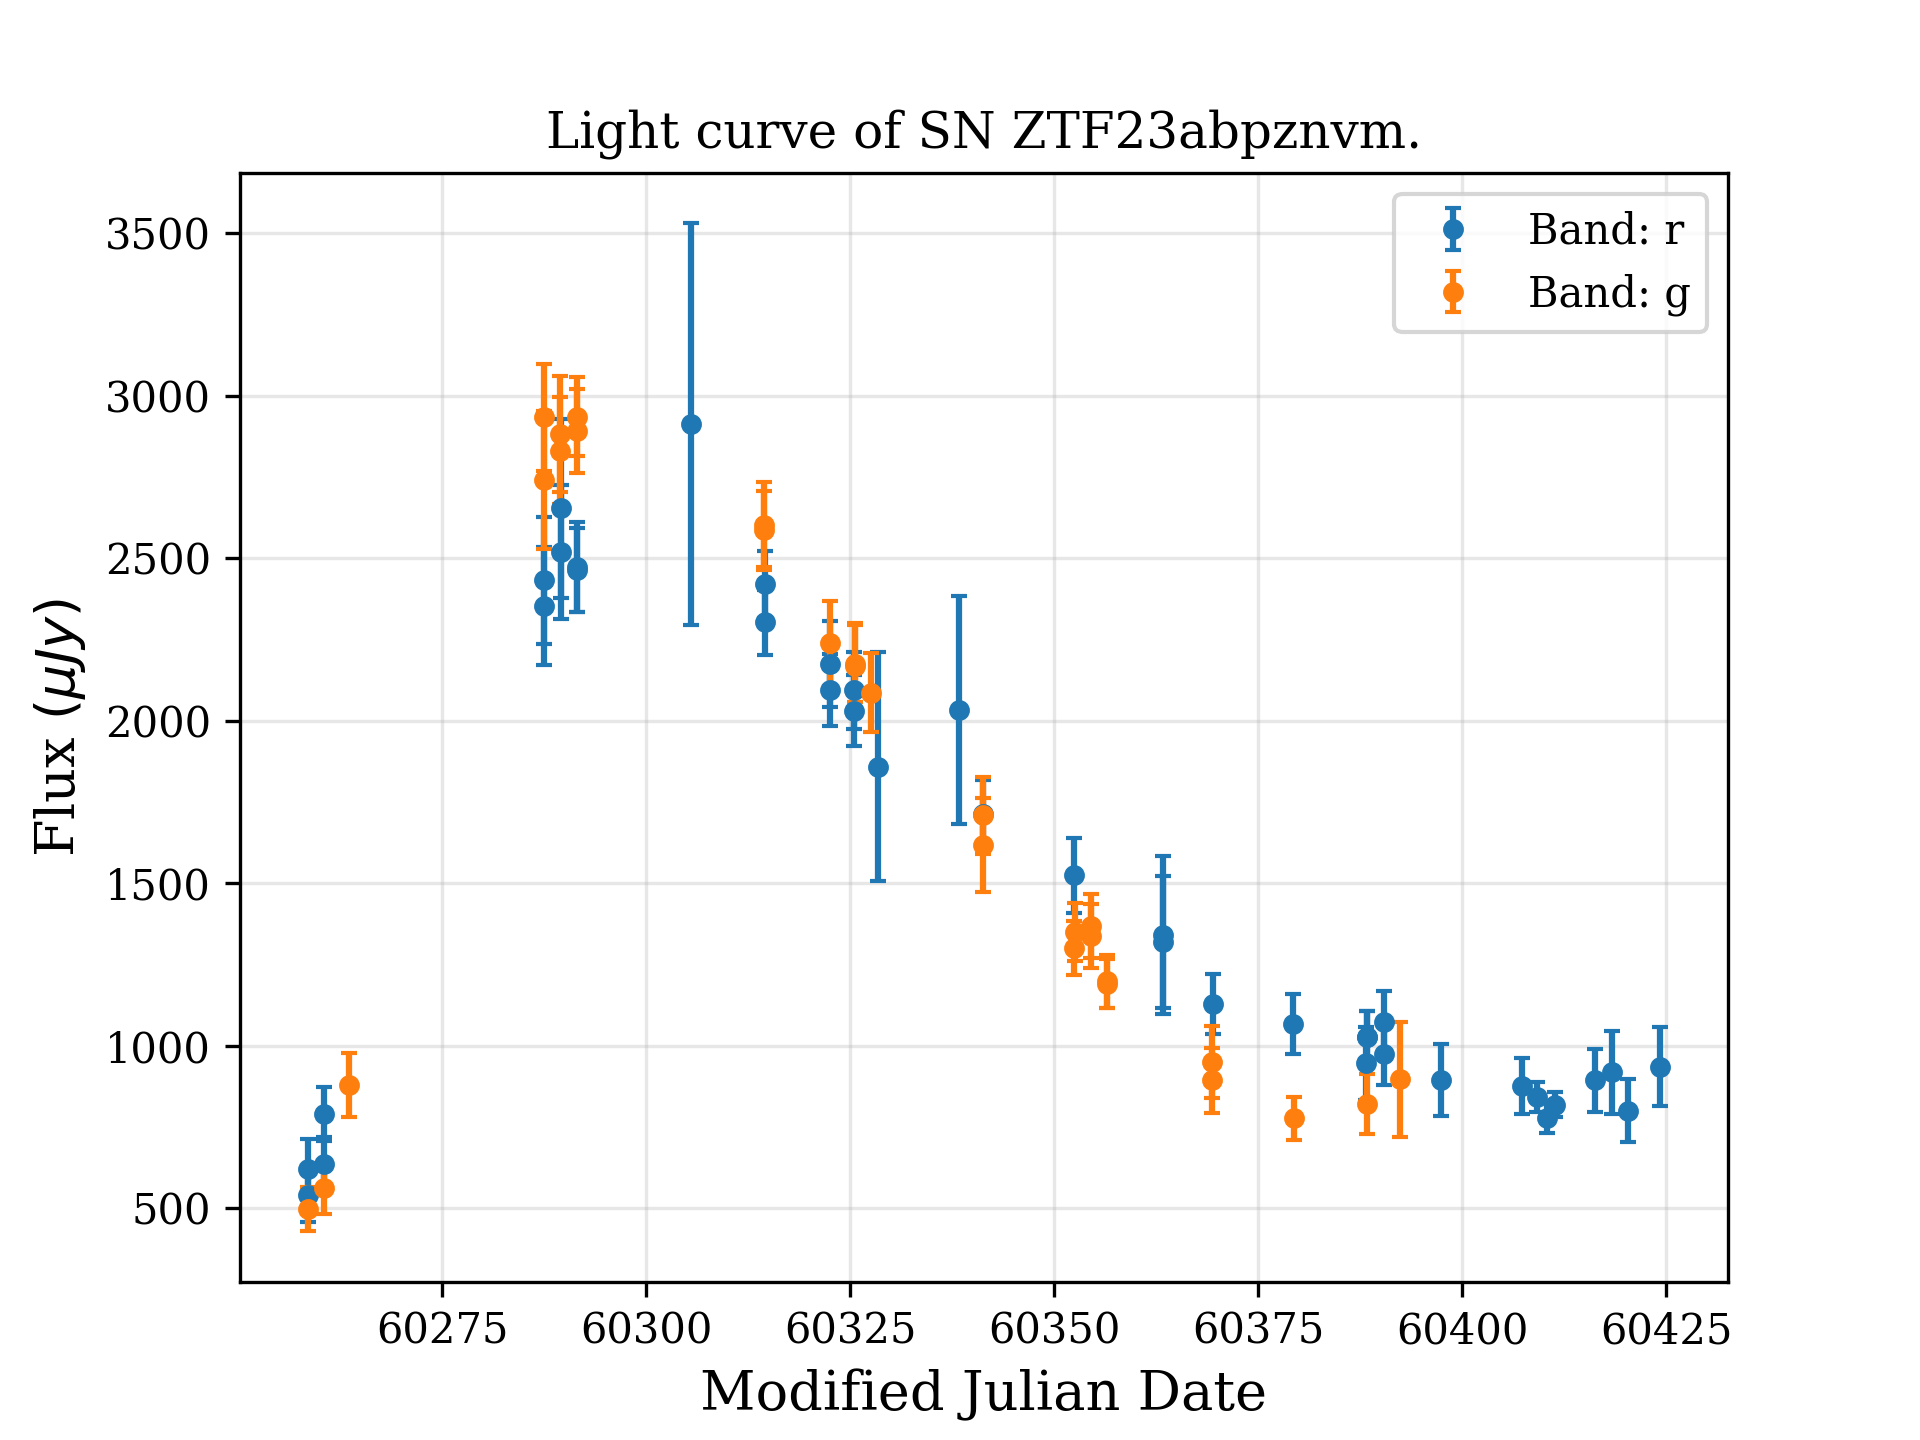 Light curve of SN ZTF23abpznvm.
Band: r
Band: g
3500
3000
2500
2000
1500
1000
500
Flux (μJy)
60275 60300 60325 60350 60375 60400 60425
Modified Julian Date